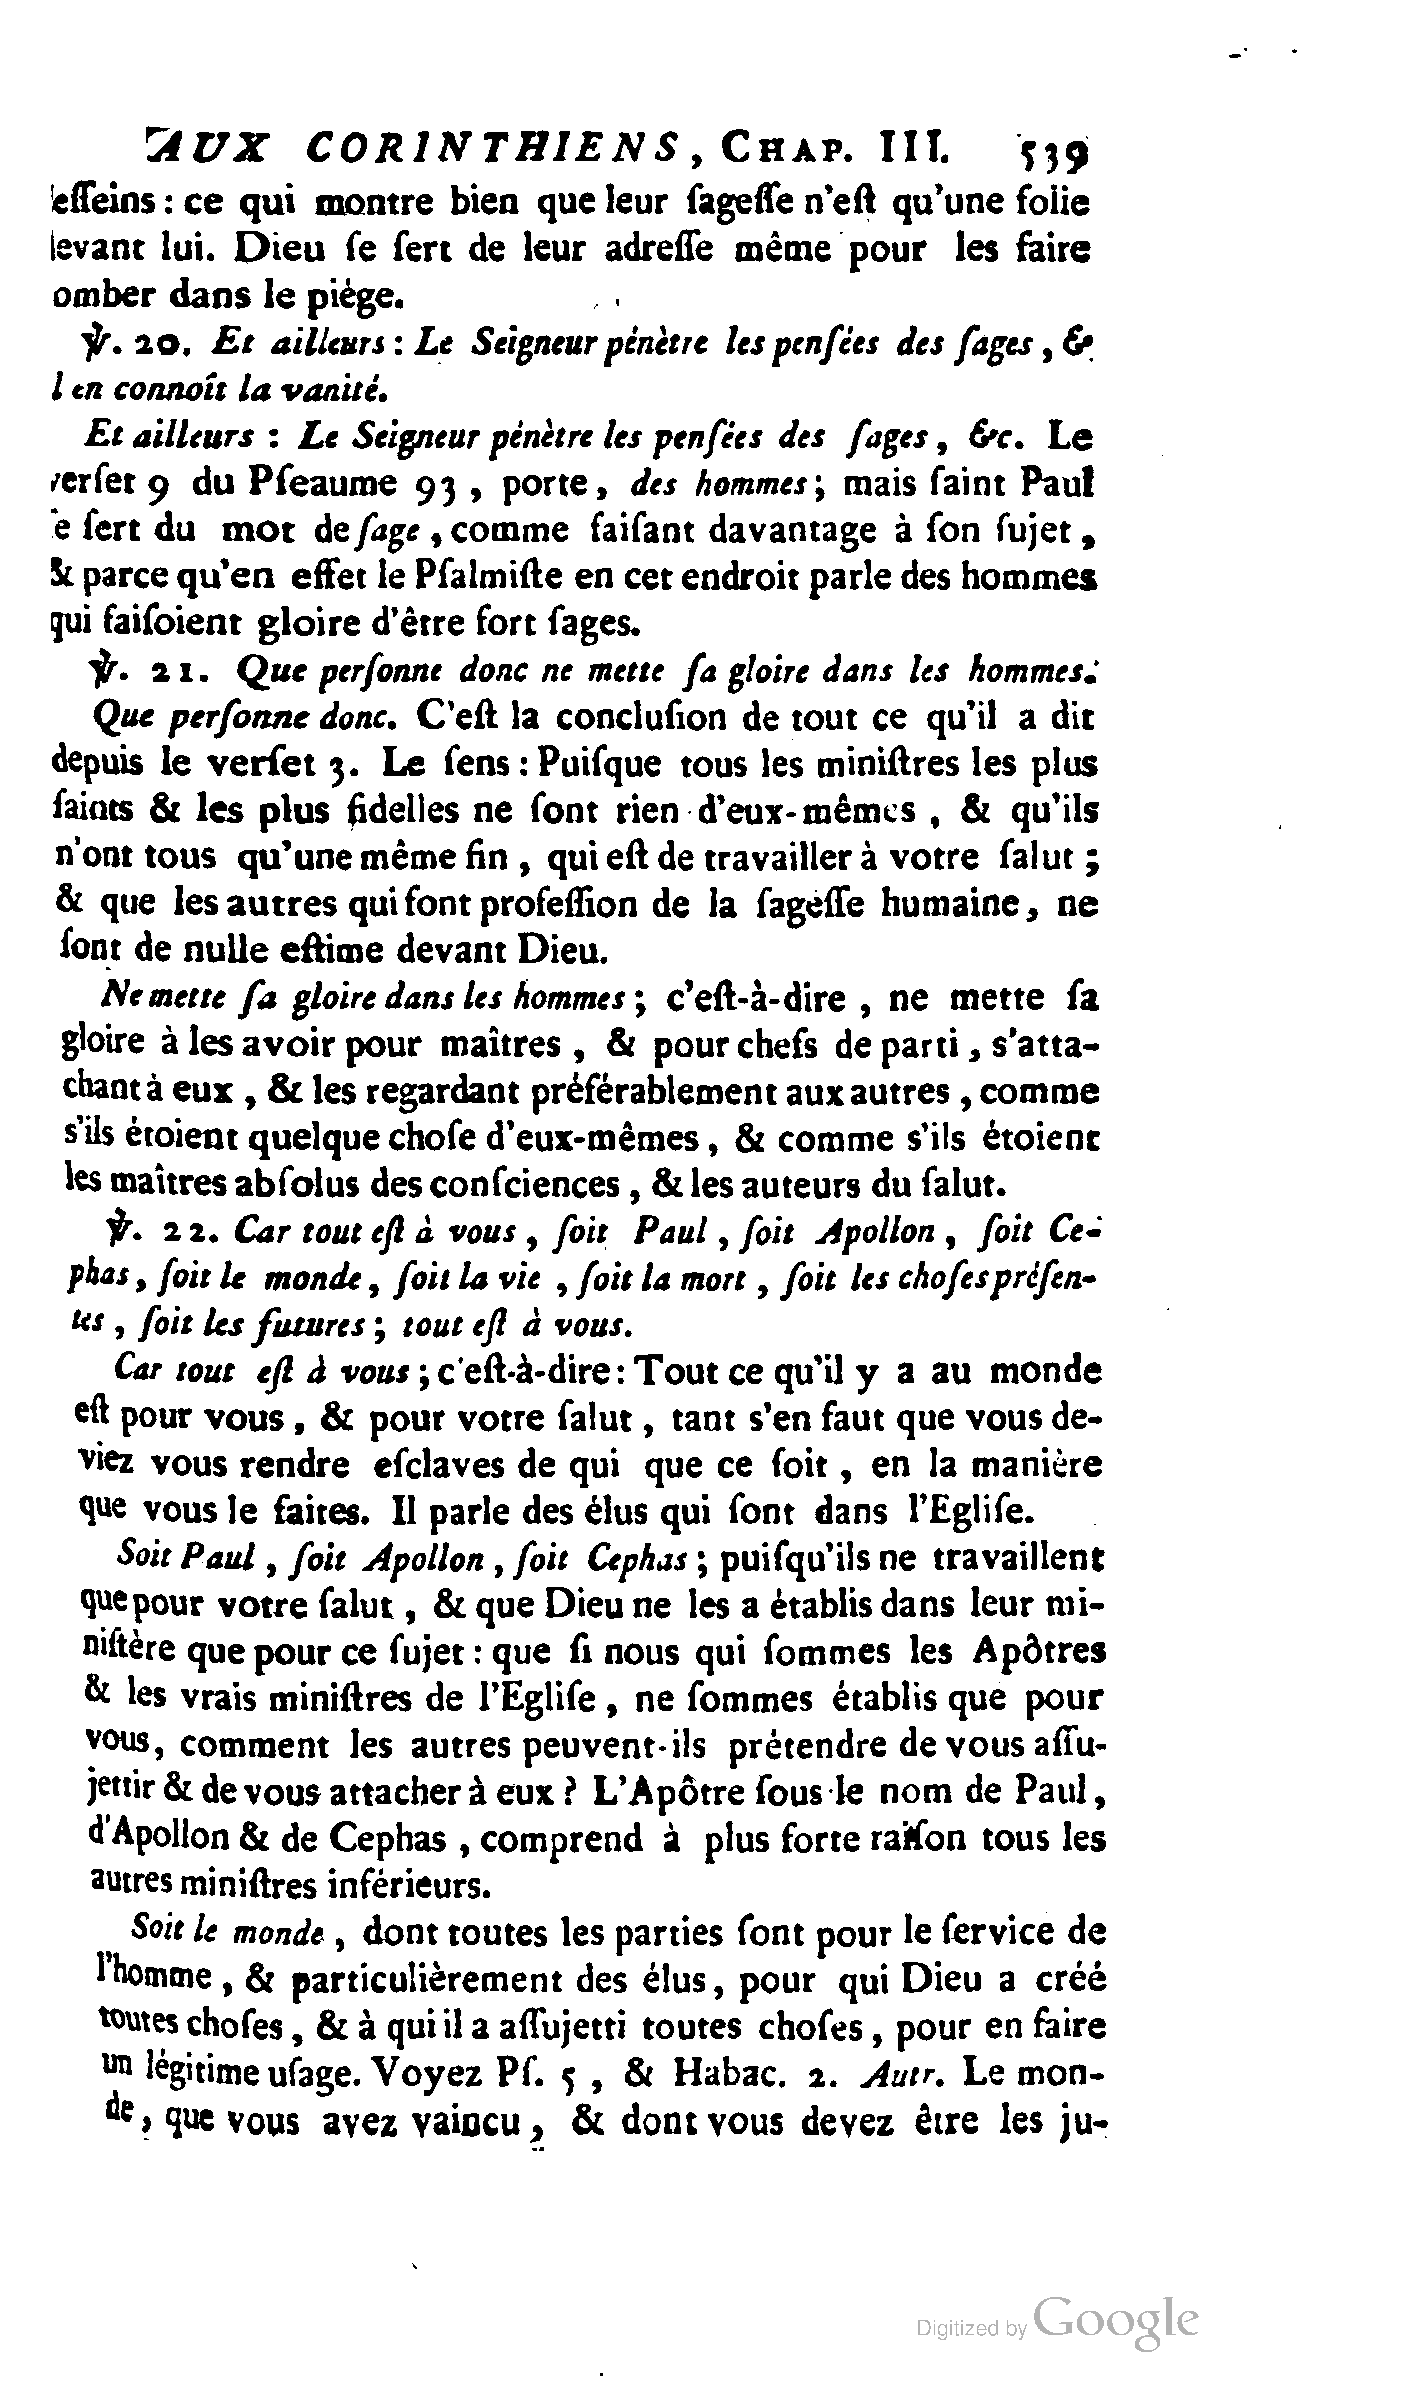 AUX CORINTHIENS, CHAP. III. 539
eſſeins : ce qui montre bien que leur ſageſſe n'eſt qu'une folie
levant lui. Dieu ſe ſert de leur adreſſe même pour les faire
omber dans le piége.
℣. 20. Et ailleurs : Le Seigneur pénètre les penſées des ſages, &
l en connoît la vanité.
Et ailleurs : Le Seigneur pénètre les penſées des ſages, &c. Le
verſet 9 du Pſeaume 93, porte, des hommes ; mais ſaint Paul
e ſert du mot de ſage, comme faiſant davantage à ſon ſujet,
& parce qu'en effet le Pſalmiſte en cet endroit parle des hommes
qui faiſoient gloire d'être fort ſages.
℣. 21. Que perſonne donc ne mette ſa gloire dans les hommes.
Que perſonne donc. C'eſt la concluſion de tout ce qu'il a dit
depuis le verſet 3. Le ſens : Puiſque tous les miniſtres les plus
ſaints & les plus fidelles ne ſont rien d'eux-mêmes, & qu'ils
n'ont tous qu'une même fin, qui eſt de travailler à votre ſalut ;
& que les autres qui font profeſſion de la ſageſſe humaine, ne
ſont de nulle eſtime devant Dieu.
Ne mette ſa gloire dans les hommes ; c'eſt-à-dire, ne mette ſa
gloire à les avoir pour maîtres, & pour chefs de parti, s'atta-
chant à eux, & les regardant préférablement aux autres, comme
s'ils étoient quelque choſe d'eux-mêmes, & comme s'ils étoient
les maîtres abſolus des conſciences, & les auteurs du ſalut.
℣. 22. Car tout eſt à vous, ſoit Paul, ſoit Apollon, ſoit Ce-
phas, ſoit le monde, ſoit la vie, ſoit la mort, ſoit les choſes préſen-
tes, ſoit les futures ; tout eſt à vous.
Car tout eſt à vous ; c'eſt-à-dire : Tout ce qu'il y a au monde
eſt pour vous, & pour votre ſalut, tant s'en faut que vous de-
viez vous rendre eſclaves de qui que ce ſoit, en la manière
que vous le faites. Il parle des élus qui ſont dans l'Egliſe.
Soit Paul, ſoit Apollon, ſoit Cephas ; puiſqu'ils ne travaillent
que pour votre ſalut, & que Dieu ne les a établis dans leur mi-
niſtère que pour ce ſujet : que ſi nous qui ſommes les Apôtres
& les vrais miniſtres de l'Egliſe, ne ſommes établis que pour
vous, comment les autres peuvent-ils prétendre de vous aſſu-
jettir & de vous attacher à eux ? L'Apôtre ſous le nom de Paul,
d'Apollon & de Cephas, comprend à plus forte raiſon tous les
autres miniſtres inférieurs.
Soit le monde, dont toutes les parties ſont pour le ſervice de
l'homme, & particulièrement des élus, pour qui Dieu a créé
toutes choſes, & à qui il a aſſujetti toutes choſes, pour en faire
un légitime uſage. Voyez Pſ. 5, & Habac. 2. Autr. Le mon-
de, que vous avez vaincu, & dont vous devez être les ju-
Digitized by Google